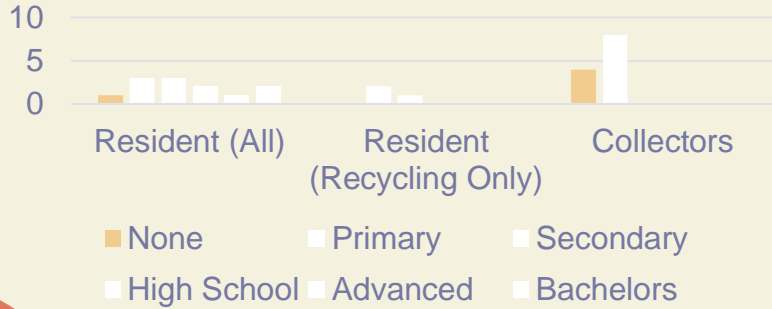 10
5
0
Resident (All)
Resident
(Recycling Only)
Collectors
None
Primary
Secondary
High School
Advanced
Bachelors